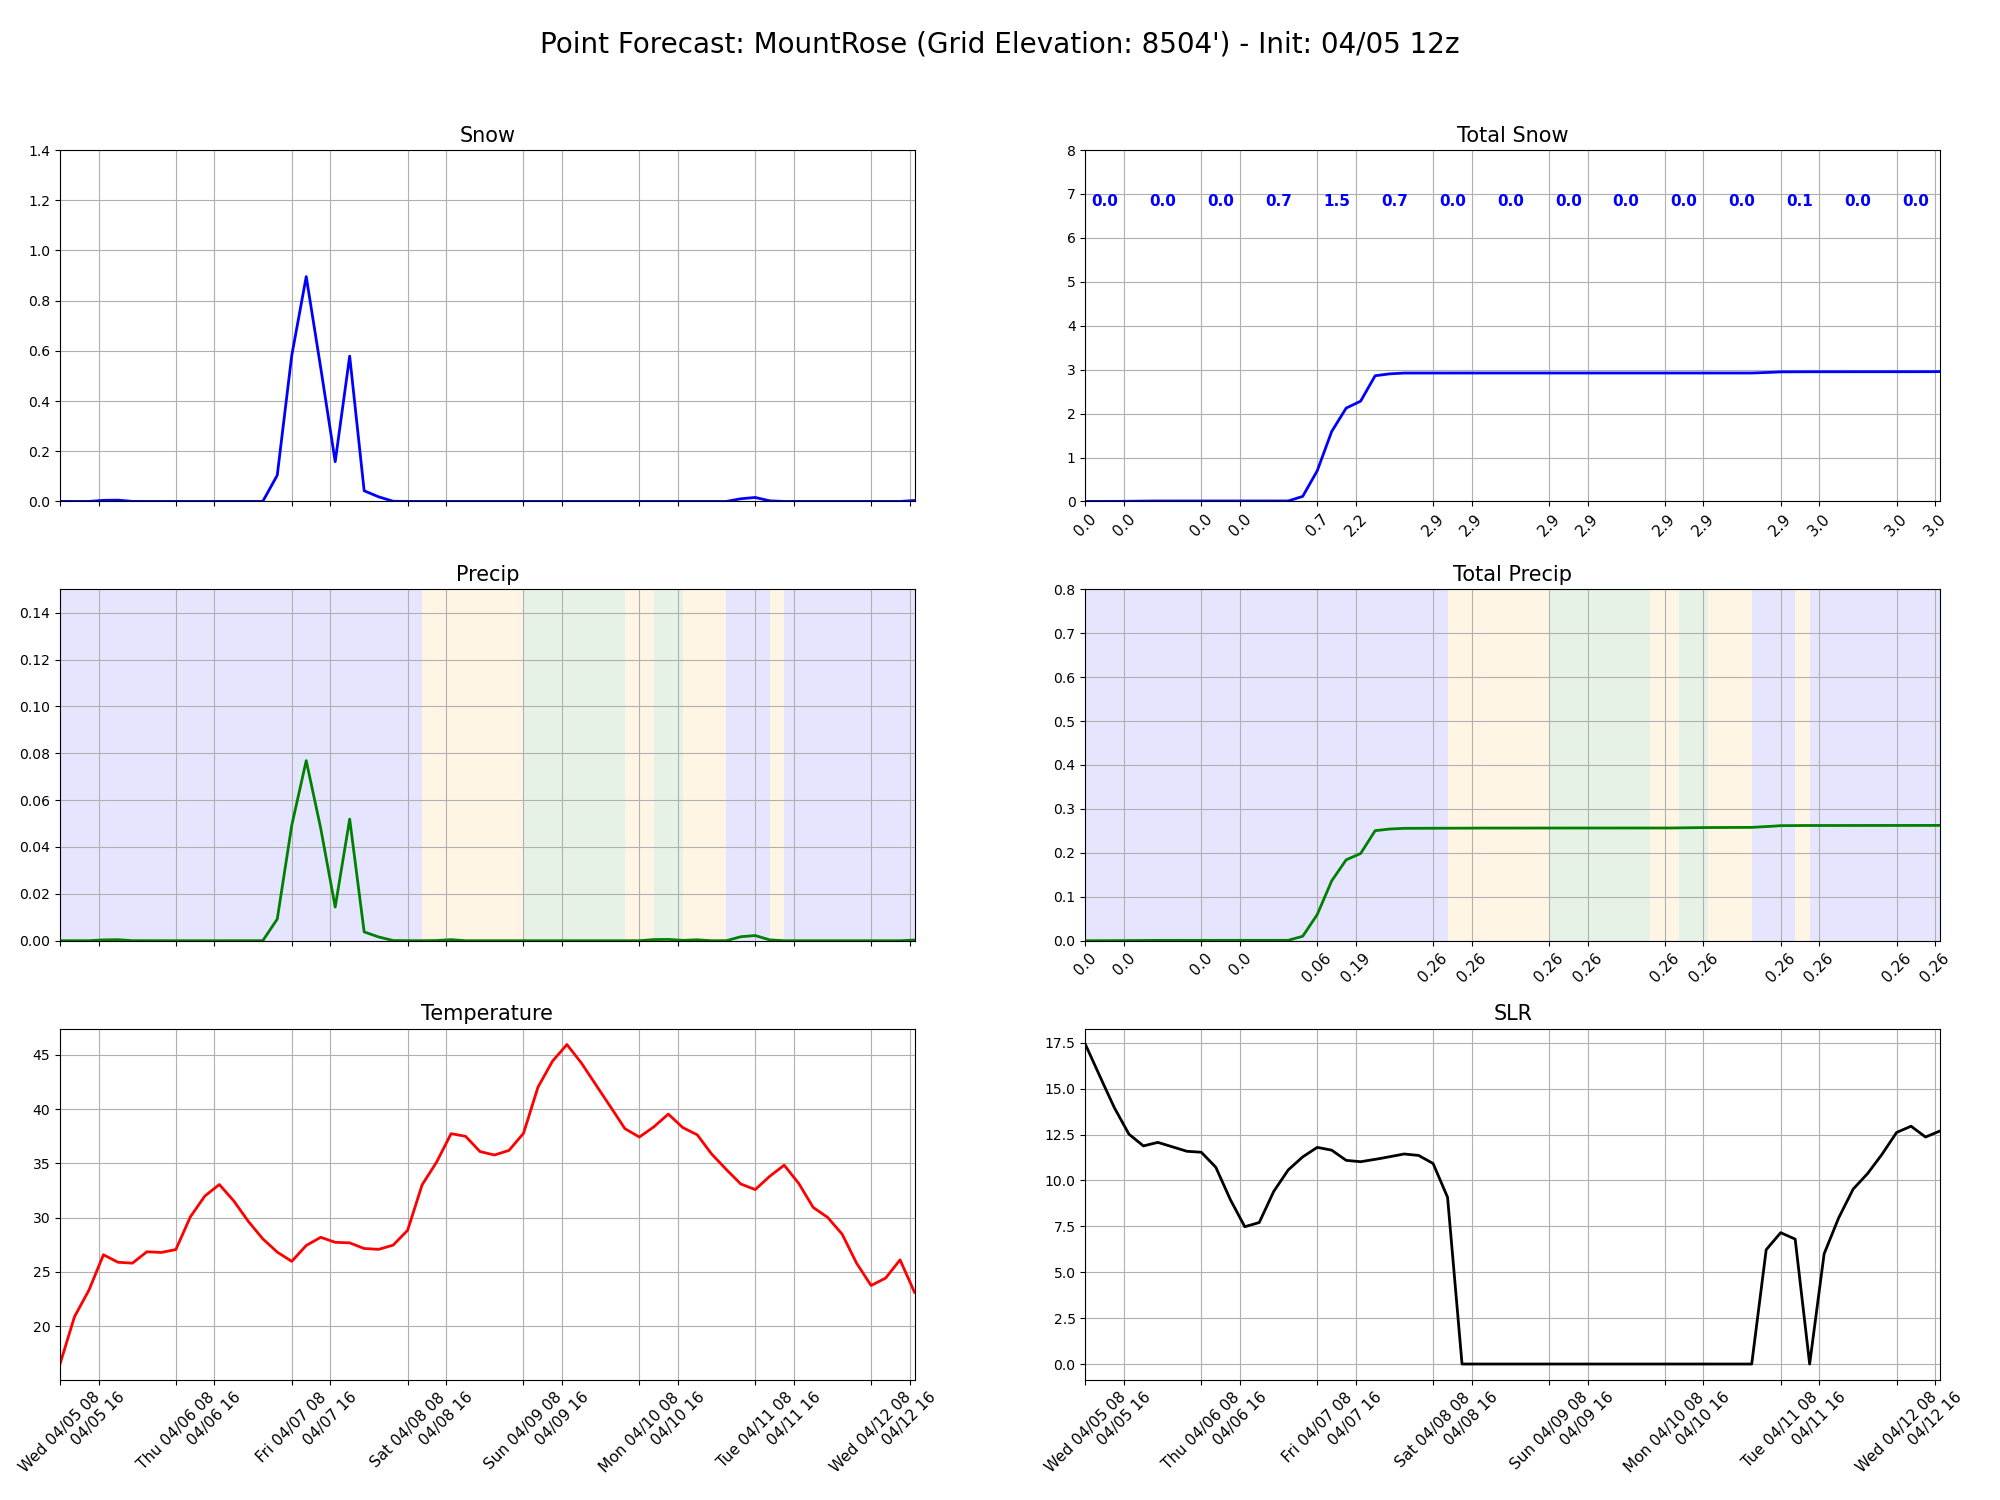 Point Forecast: MountRose (Grid Elevation: 8504') - Init: 04/05 12z
Snow
1.4
1.2
1.0
0.8
0.6
0.4
0.2
0.0
Total Snow
8
7
6
5
4
3
2
1
0
0.0 0.0 0.0 0.7 1.5 0.7 0.0 0.0 0.0 0.0 0.0 0.0 0.1 0.0 0.0
0.0 0.0 0.0 0.0 0.7 2.2 2.9 2.9 2.9 2.9 2.9 2.9 2.9 3.0 3.0 3.0
Precip
0.14
0.12
0.10
0.08
0.06
0.04
0.02
0.00
Total Precip
0.8
0.7
0.6
0.5
0.4
0.3
0.2
0.1
0.0
0.0 0.0 0.0 0.0 0.06 0.19 0.26 0.26 0.26 0.26 0.26 0.26 0.26 0.26 0.26 0.26
Temperature
45
40
35
30
25
20
Wed 04/05 08
04/05 16
Thu 04/06 08
04/06 16
Fri 04/07 08
04/07 16
Sat 04/08 08
04/08 16
Sun 04/09 08
04/09 16
Mon 04/10 08
04/10 16
Tue 04/11 08
04/11 16
Wed 04/12 08
04/12 16
SLR
17.5
15.0
12.5
10.0
7.5
5.0
2.5
0.0
Wed 04/05 08
04/05 16
Thu 04/06 08
04/06 16
Fri 04/07 08
04/07 16
Sat 04/08 08
04/08 16
Sun 04/09 08
04/09 16
Mon 04/10 08
04/10 16
Tue 04/11 08
04/11 16
Wed 04/12 08
04/12 16